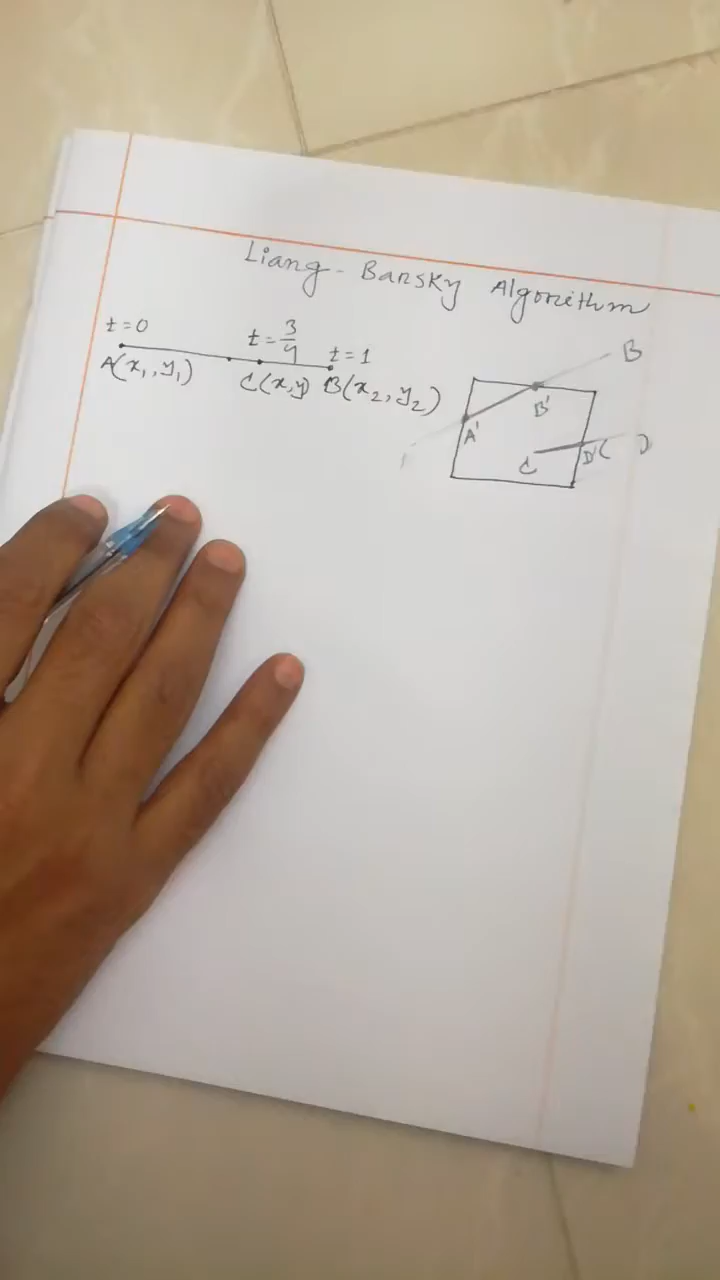 Liang-Barsky Algorithm
t=0 t=3/4 t=1
A(x₁,y₁) C(x,y) B(x₂,y₂)
B
B'
A'
C D'( )